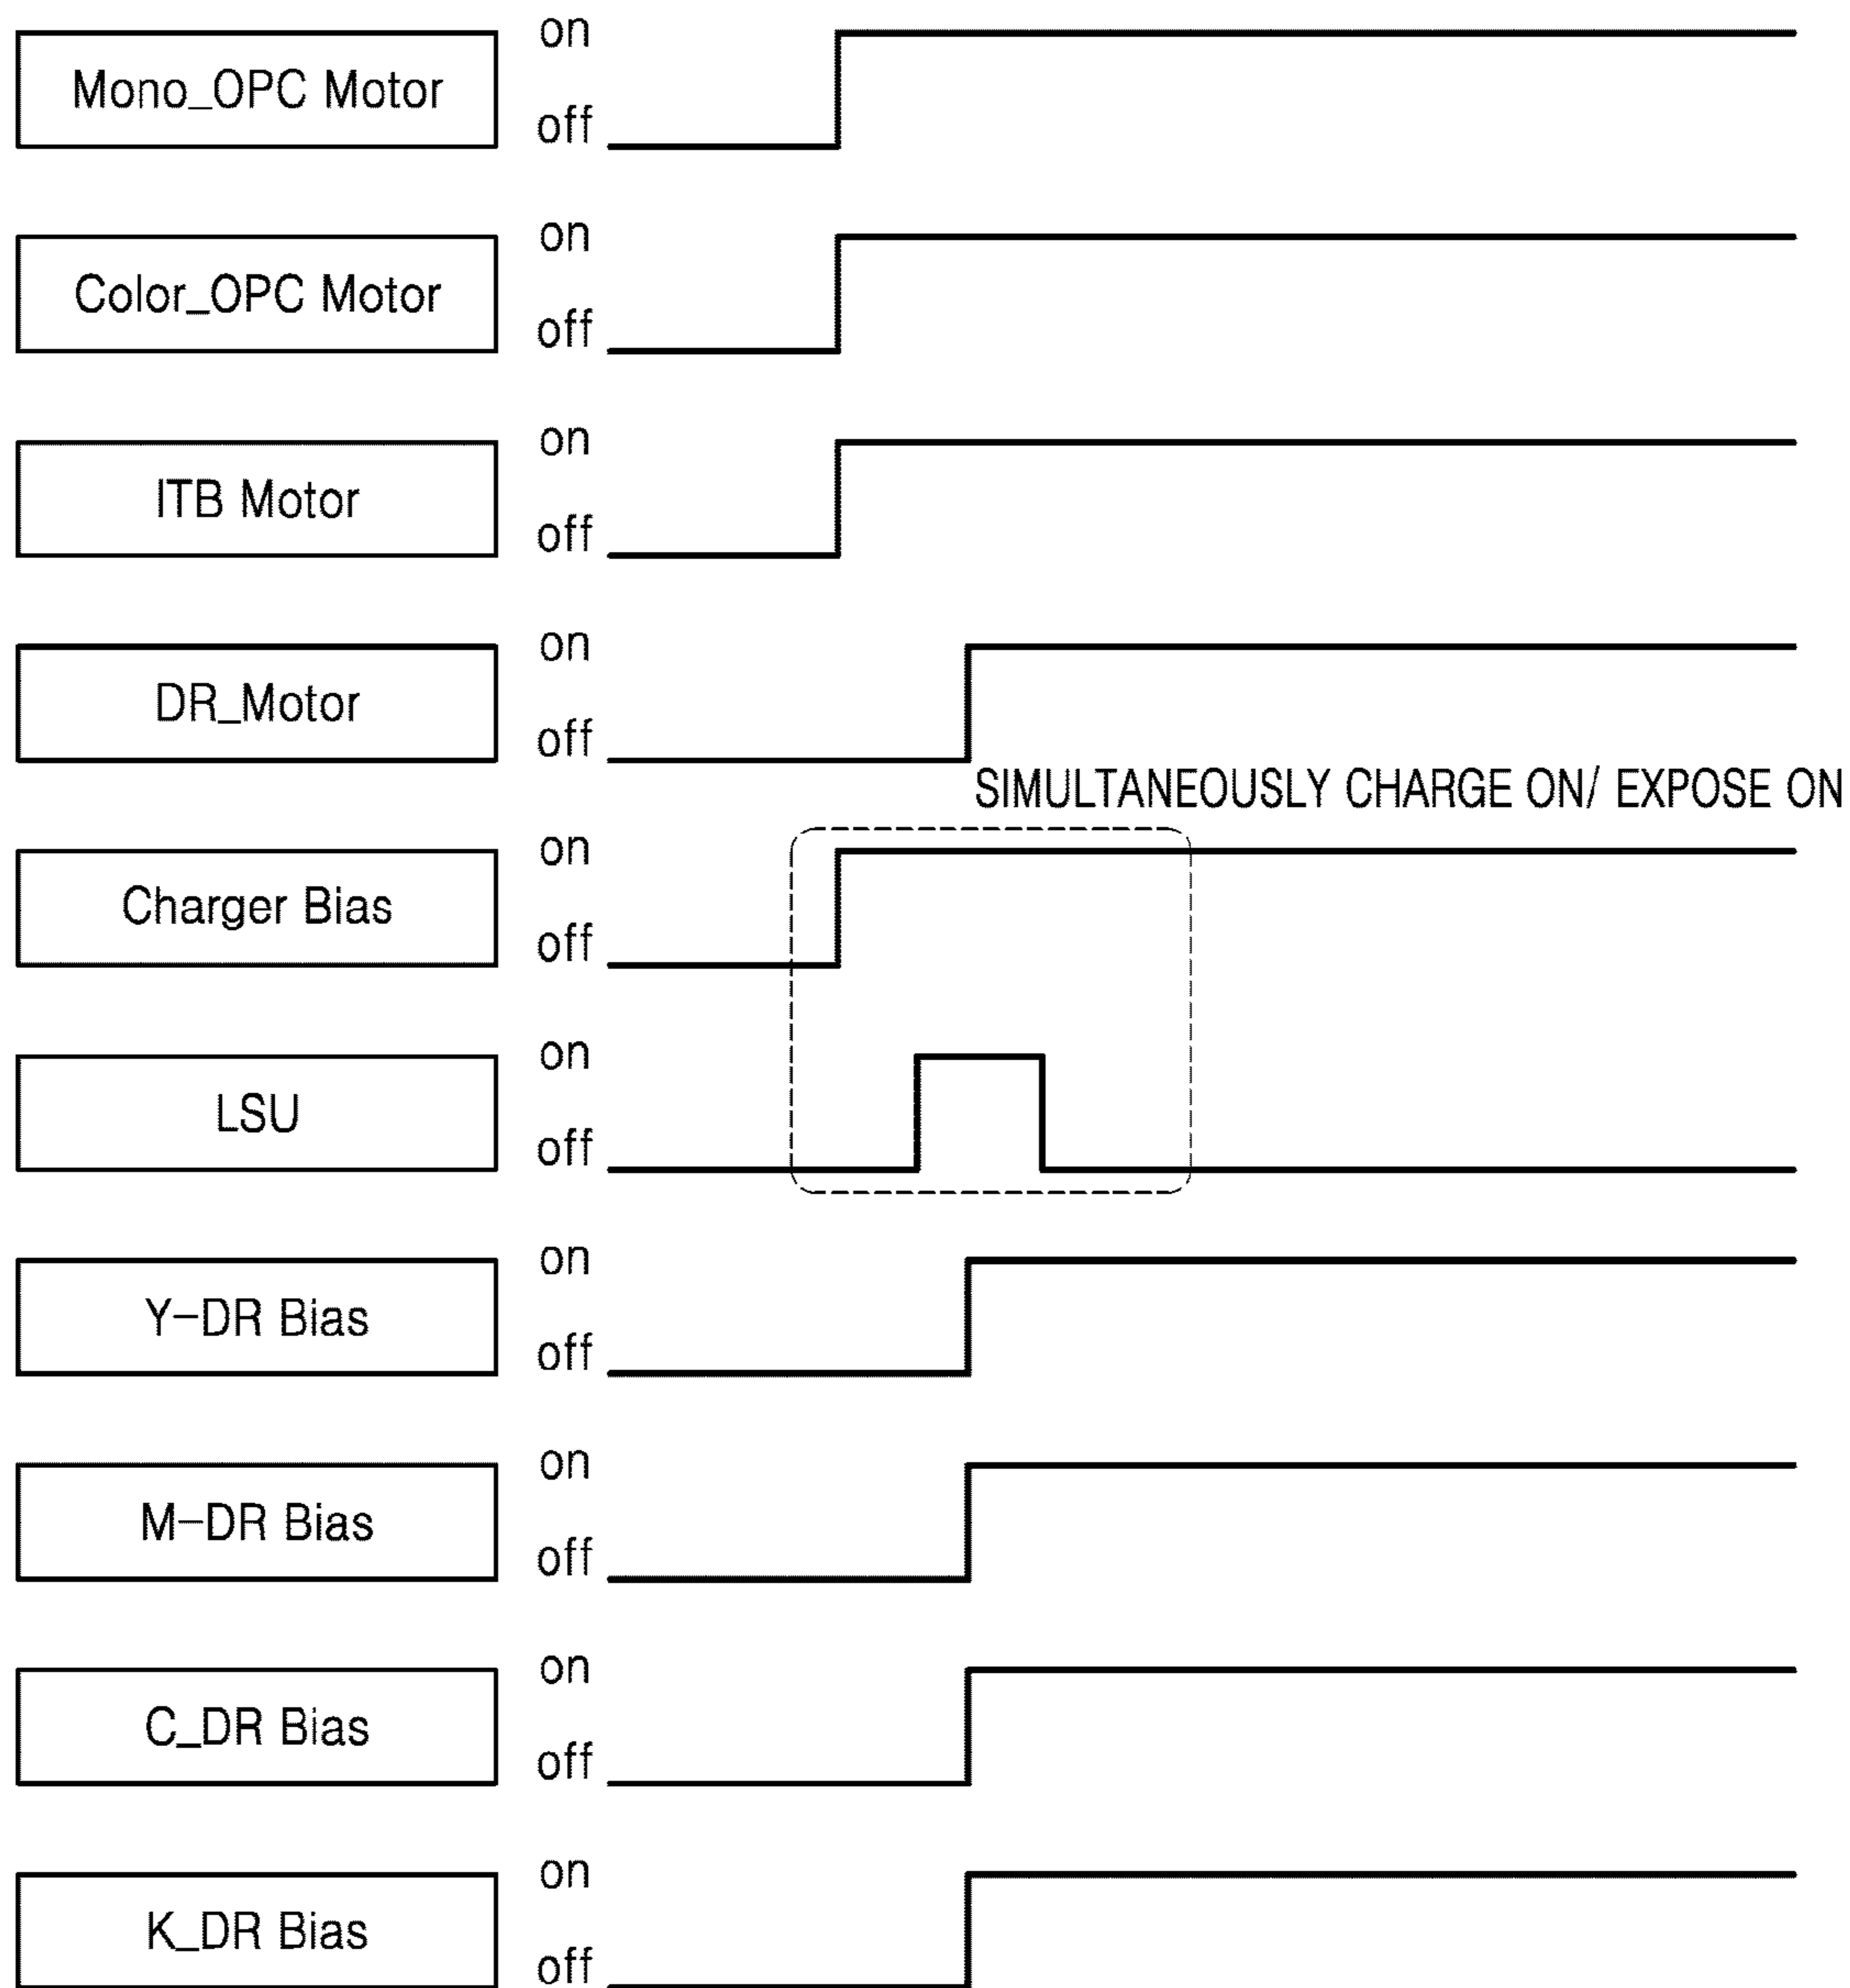 on
Mono_OPC Motor
off
on
Color_OPC Motor
off
on
ITB Motor
off
on
DR_Motor
off
SIMULTANEOUSLY CHARGE ON/ EXPOSE ON
on
Charger Bias
off
on
LSU
off
on
Y-DR Bias
off
on
M-DR Bias
off
on
C_DR Bias
off
on
K_DR Bias
off